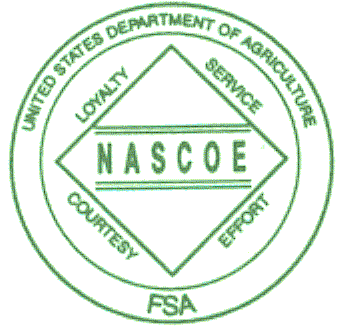 UNITED STATES DEPARTMENT OF AGRICULTURE
LOYALTY
SERVICE
NASCOE
COURTESY
EFFORT
FSA